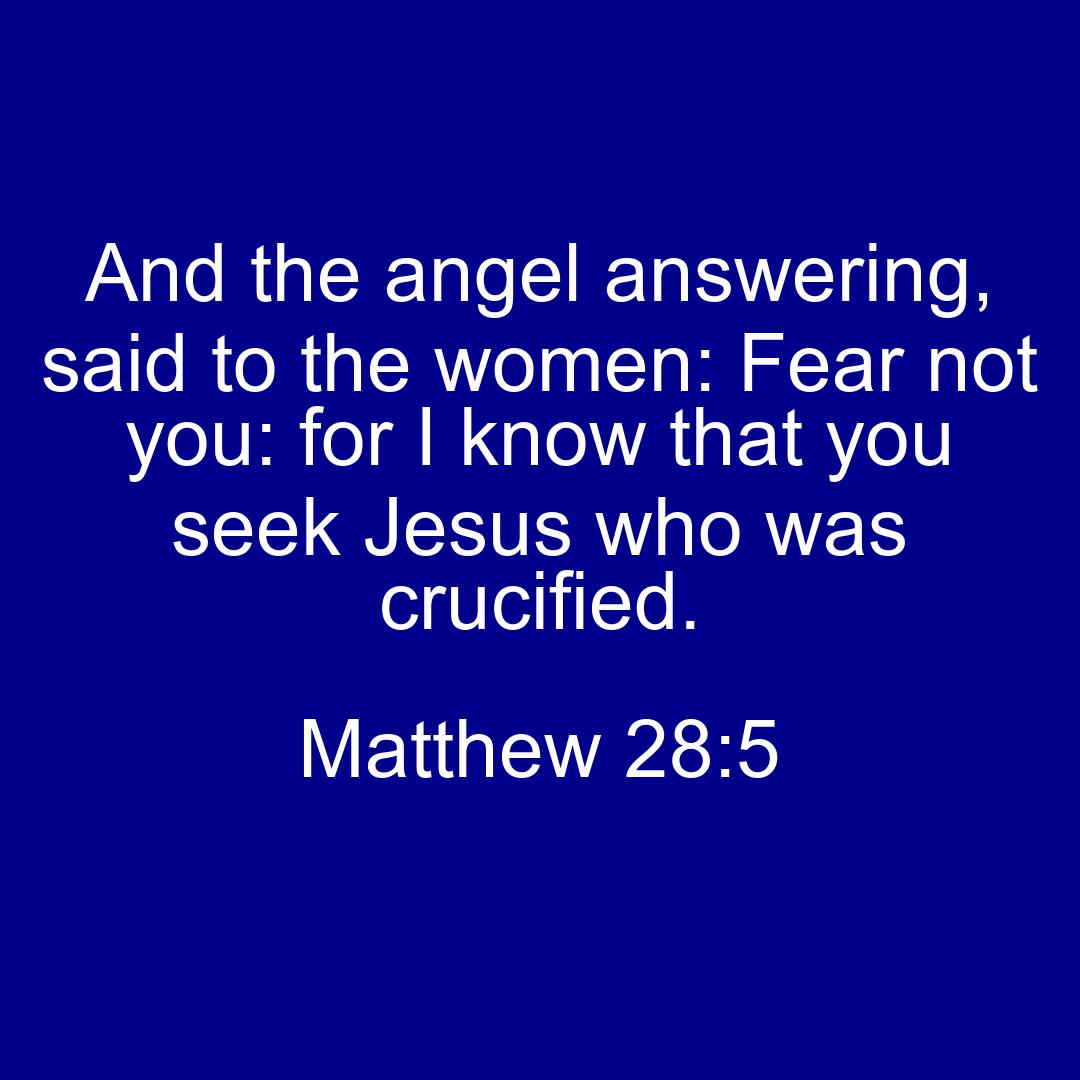 And the angel answering,
said to the women: Fear not
you: for I know that you
seek Jesus who was
crucified.
Matthew 28:5